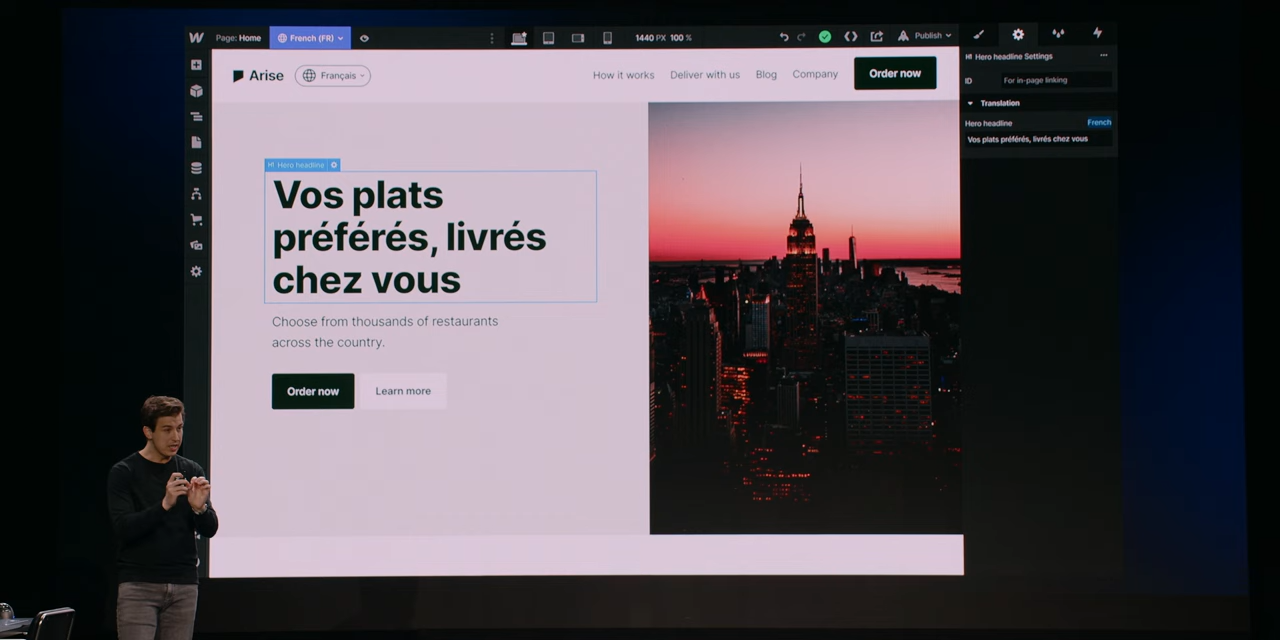 Page: Home
French (FR)
1440 PX 100 %
Publish
Arise
Français
How it works
Deliver with us
Blog
Company
Order now
H1 Hero headline
Vos plats
préférés, livrés
chez vous
Choose from thousands of restaurants
across the country.
Order now
Learn more
H1 Hero headline Settings
ID
For in-page linking
Translation
Hero headline
French
Vos plats préférés, livrés chez vous